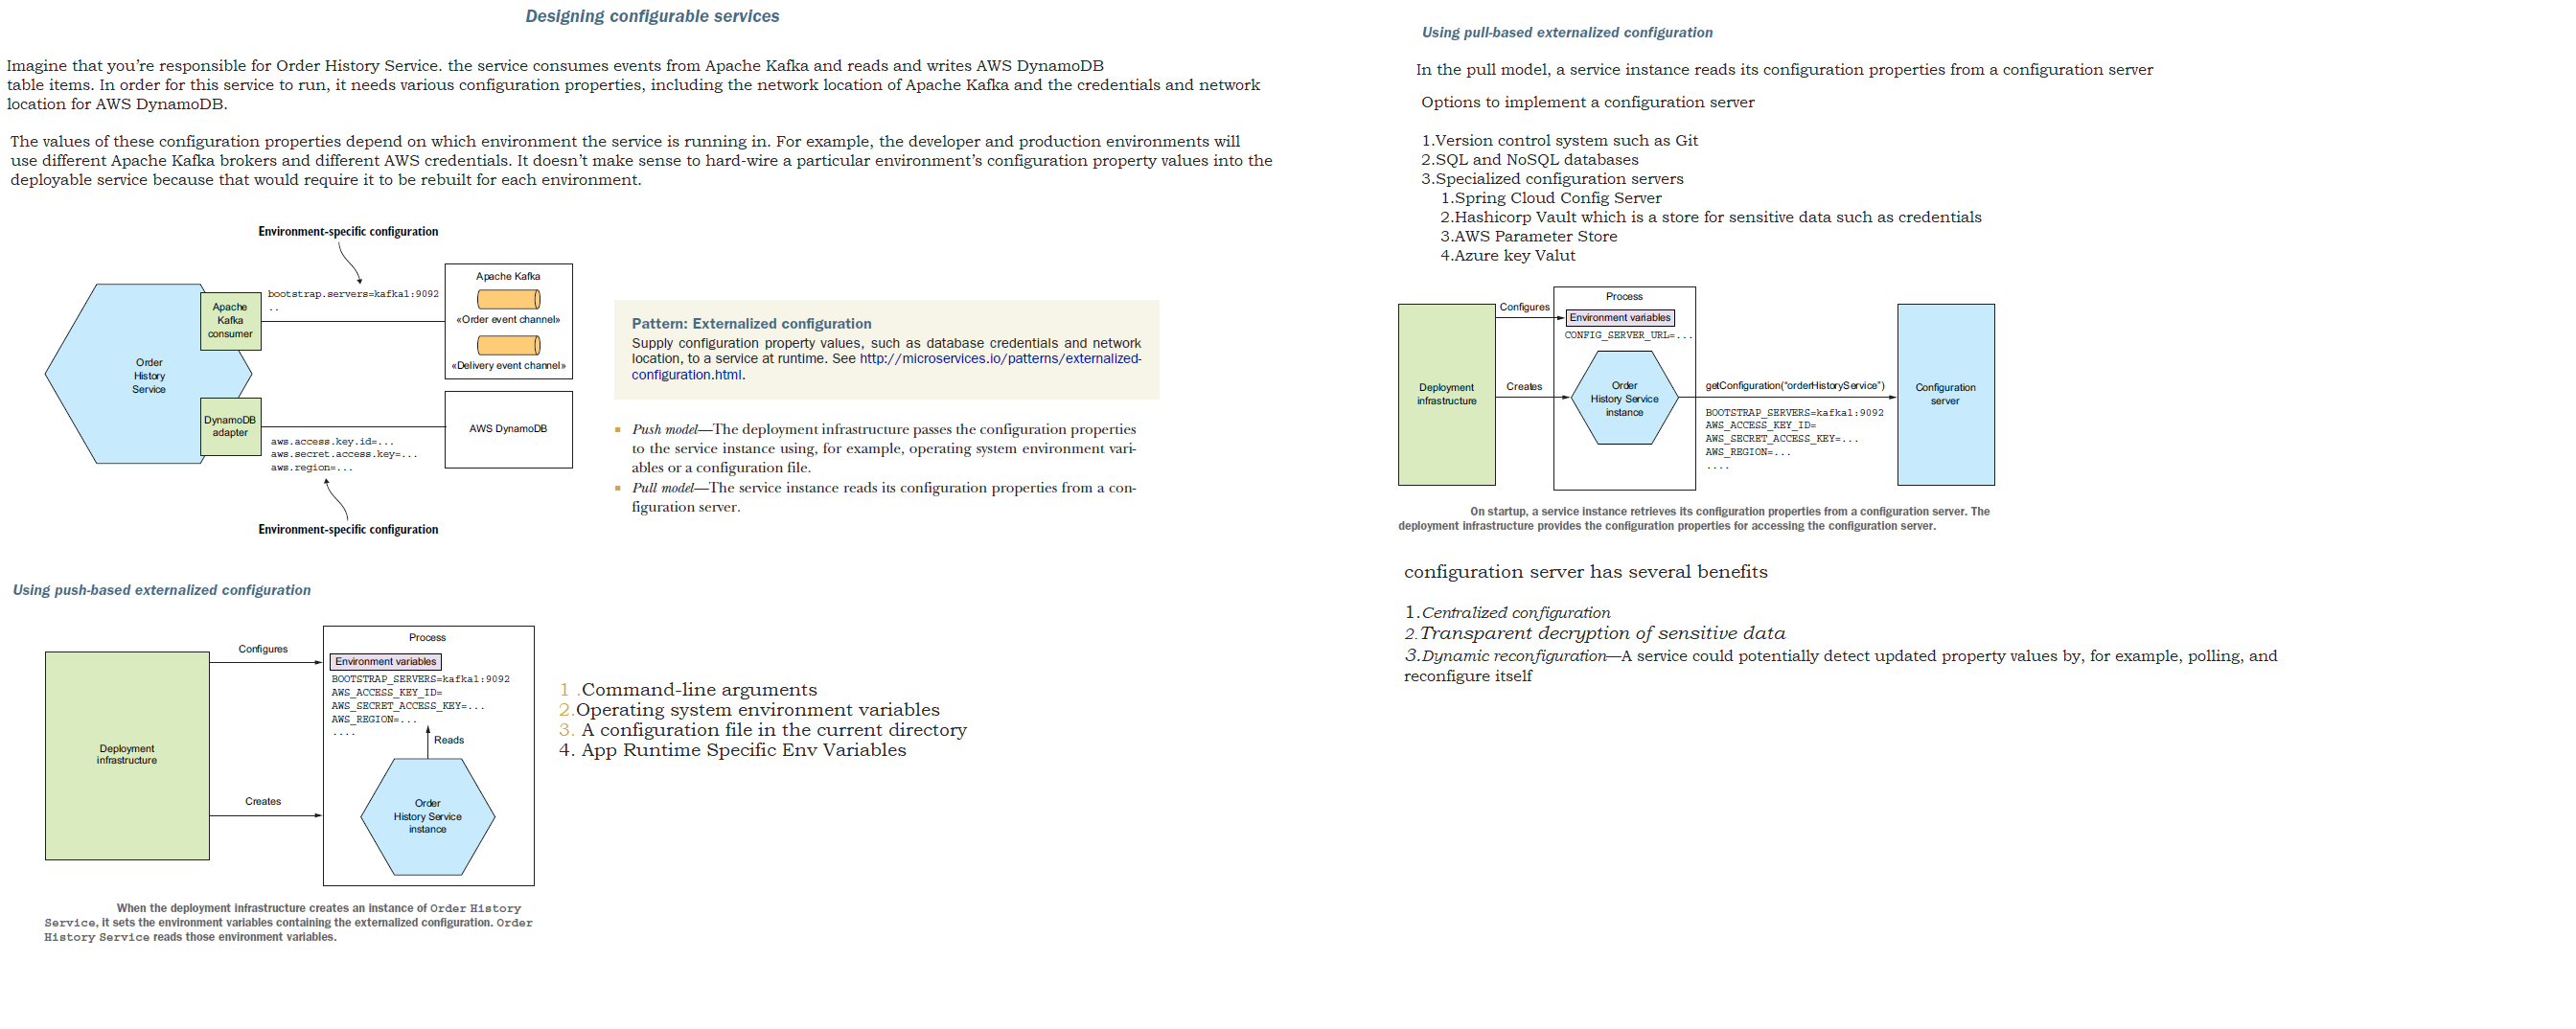 Designing configurable services
Imagine that you're responsible for Order History Service. the service consumes events from Apache Kafka and reads and writes AWS DynamoDB
table items. In order for this service to run, it needs various configuration properties, including the network location of Apache Kafka and the credentials and network
location for AWS DynamoDB.
The values of these configuration properties depend on which environment the service is running in. For example, the developer and production environments will
use different Apache Kafka brokers and different AWS credentials. It doesn't make sense to hard-wire a particular environment's configuration property values into the
deployable service because that would require it to be rebuilt for each environment.
Environment-specific configuration
bootstrap.servers=kafka1:9092
..
Apache
Kafka
consumer
Order
History
Service
DynamoDB
adapter
Apache Kafka
«Order event channel»
«Delivery event channel»
AWS DynamoDB
aws.access.key.id=...
aws.secret.access.key=...
aws.region=...
Environment-specific configuration
Pattern: Externalized configuration
Supply configuration property values, such as database credentials and network
location, to a service at runtime. See http://microservices.io/patterns/externalized-
configuration.html.
Push model—The deployment infrastructure passes the configuration properties
to the service instance using, for example, operating system environment vari-
ables or a configuration file.
Pull model—The service instance reads its configuration properties from a con-
figuration server.
Using push-based externalized configuration
Deployment
infrastructure
Configures
Creates
Process
Environment variables
BOOTSTRAP_SERVERS=kafka1:9092
AWS_ACCESS_KEY_ID=
AWS_SECRET_ACCESS_KEY=...
AWS_REGION=...
....
Reads
Order
History Service
instance
When the deployment infrastructure creates an instance of Order History
Service, it sets the environment variables containing the externalized configuration. Order
History Service reads those environment variables.
1 .Command-line arguments
2.Operating system environment variables
3. A configuration file in the current directory
4. App Runtime Specific Env Variables
Using pull-based externalized configuration
In the pull model, a service instance reads its configuration properties from a configuration server
Options to implement a configuration server
1.Version control system such as Git
2.SQL and NoSQL databases
3.Specialized configuration servers
1.Spring Cloud Config Server
2.Hashicorp Vault which is a store for sensitive data such as credentials
3.AWS Parameter Store
4.Azure key Valut
Deployment
infrastructure
Configures
Creates
Process
Environment variables
CONFIG_SERVER_URL=...
Order
History Service
instance
getConfiguration("orderHistoryService")
BOOTSTRAP_SERVERS=kafka1:9092
AWS_ACCESS_KEY_ID=
AWS_SECRET_ACCESS_KEY=...
AWS_REGION=...
....
Configuration
server
On startup, a service instance retrieves its configuration properties from a configuration server. The
deployment infrastructure provides the configuration properties for accessing the configuration server.
configuration server has several benefits
1.Centralized configuration
2.Transparent decryption of sensitive data
3.Dynamic reconfiguration—A service could potentially detect updated property values by, for example, polling, and
reconfigure itself